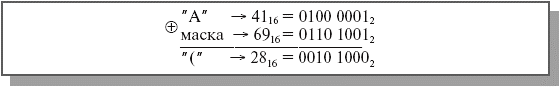 ⊕ "А" → 41₁₆ = 0100 0001₂
маска → 69₁₆ = 0110 1001₂
"(" → 28₁₆ = 0010 1000₂